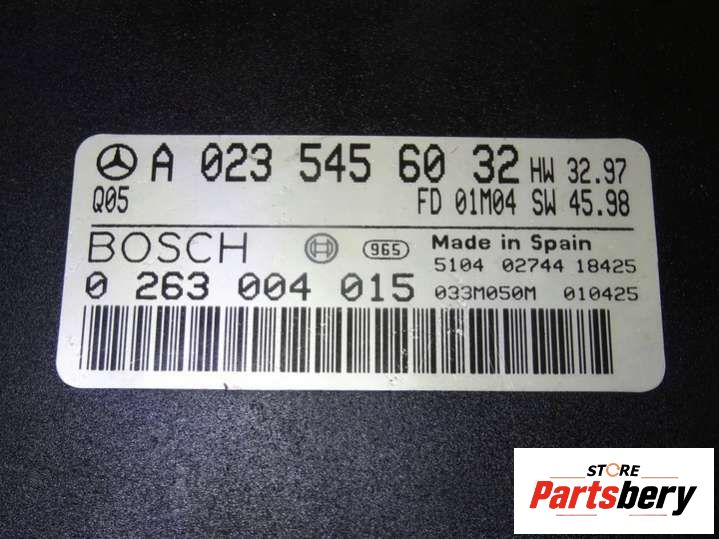 A 023 545 60 32 HW 32.97
Q05 FD 01M04 SW 45.98
BOSCH 965 Made in Spain
5104 02744 18425
0 263 004 015 033M050M 010425
STORE
Partsbery